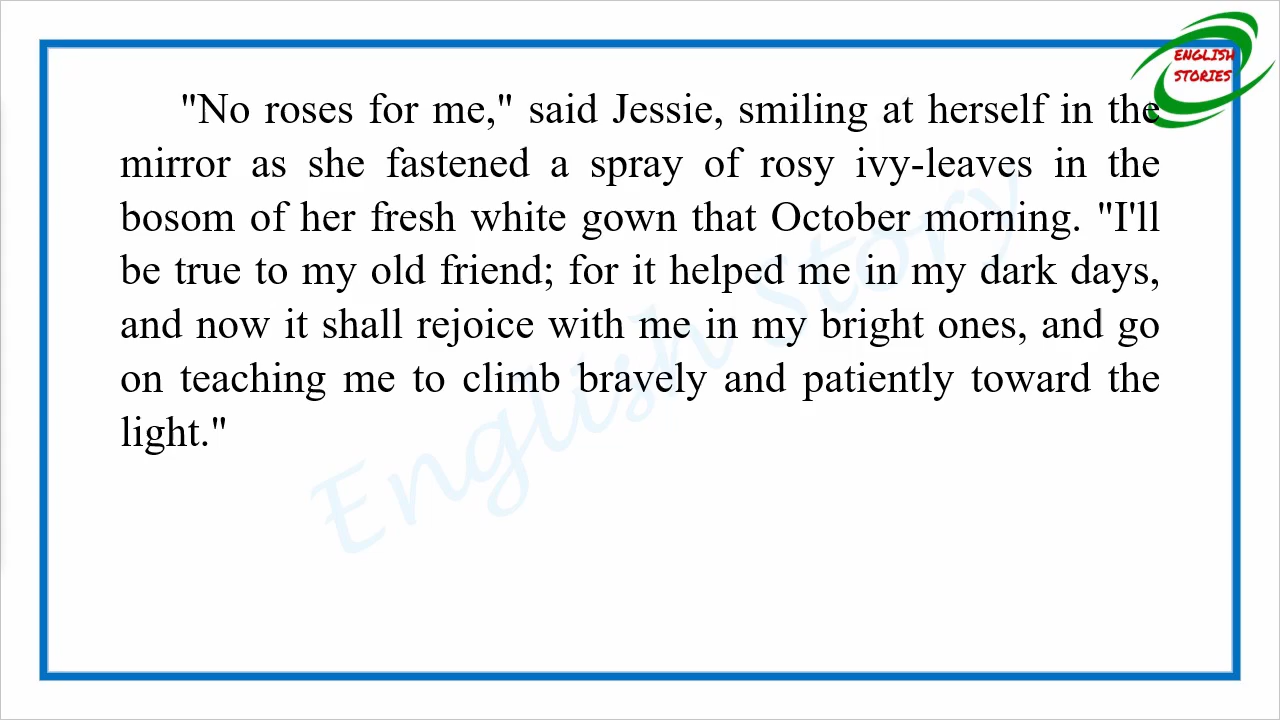 ENGLISH
STORIES
"No roses for me," said Jessie, smiling at herself in the
mirror as she fastened a spray of rosy ivy-leaves in the
bosom of her fresh white gown that October morning. "I'll
be true to my old friend; for it helped me in my dark days,
and now it shall rejoice with me in my bright ones, and go
on teaching me to climb bravely and patiently toward the
light."
English Story